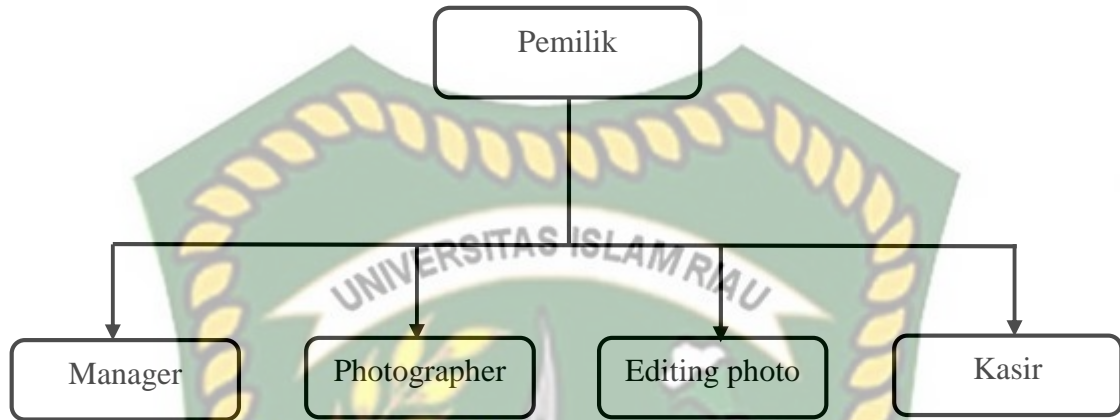 Pemilik
UNIVERSITAS ISLAM RIAU
Manager
Photographer
Editing photo
Kasir